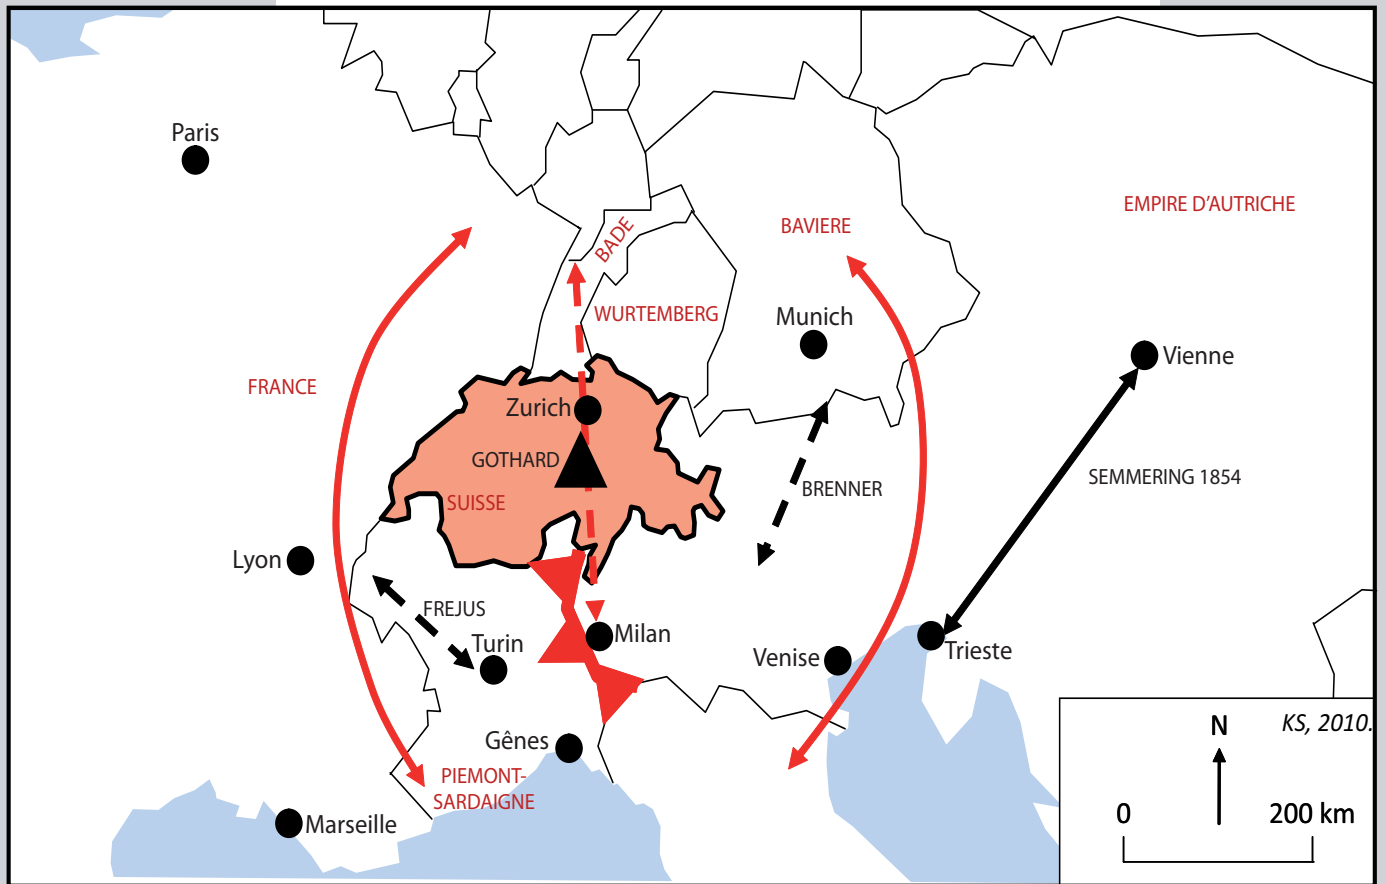 Paris
EMPIRE D'AUTRICHE
BADE
BAVIERE
WURTEMBERG
Munich
Vienne
FRANCE
Zurich
GOTHARD
SUISSE
BRENNER
SEMMERING 1854
Lyon
FREJUS
Turin
Milan
Venise
Trieste
Gênes
PIEMONT-
SARDAIGNE
Marseille
N
KS, 2010.
0
200 km